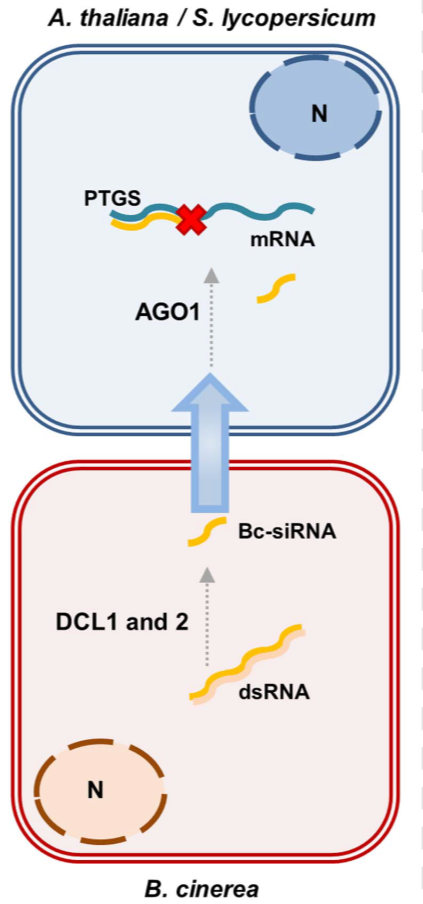 A. thaliana / S. lycopersicum
N
PTGS
mRNA
AGO1
Bc-siRNA
DCL1 and 2
dsRNA
N
B. cinerea